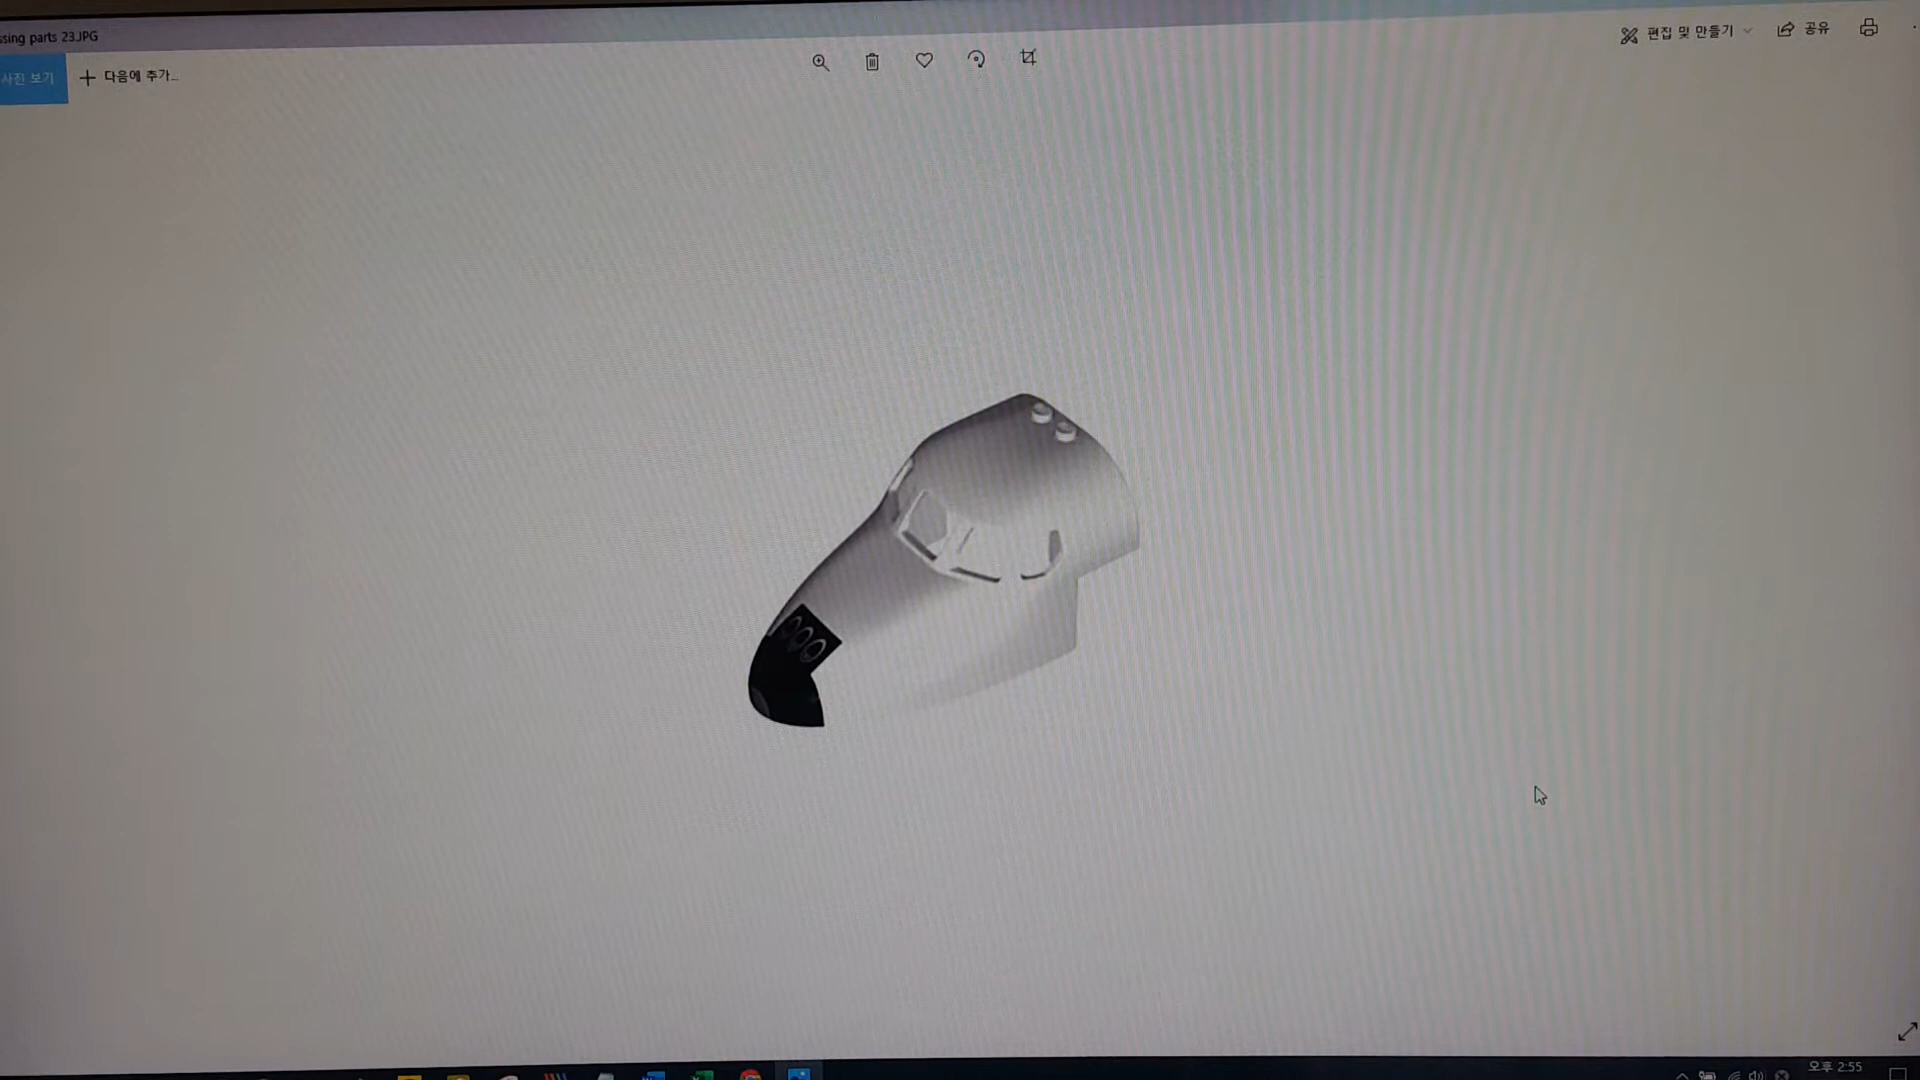 ssing parts 23.JPG
편집 및 만들기
공유
사진 보기
다음에 추가...
오후 2:55